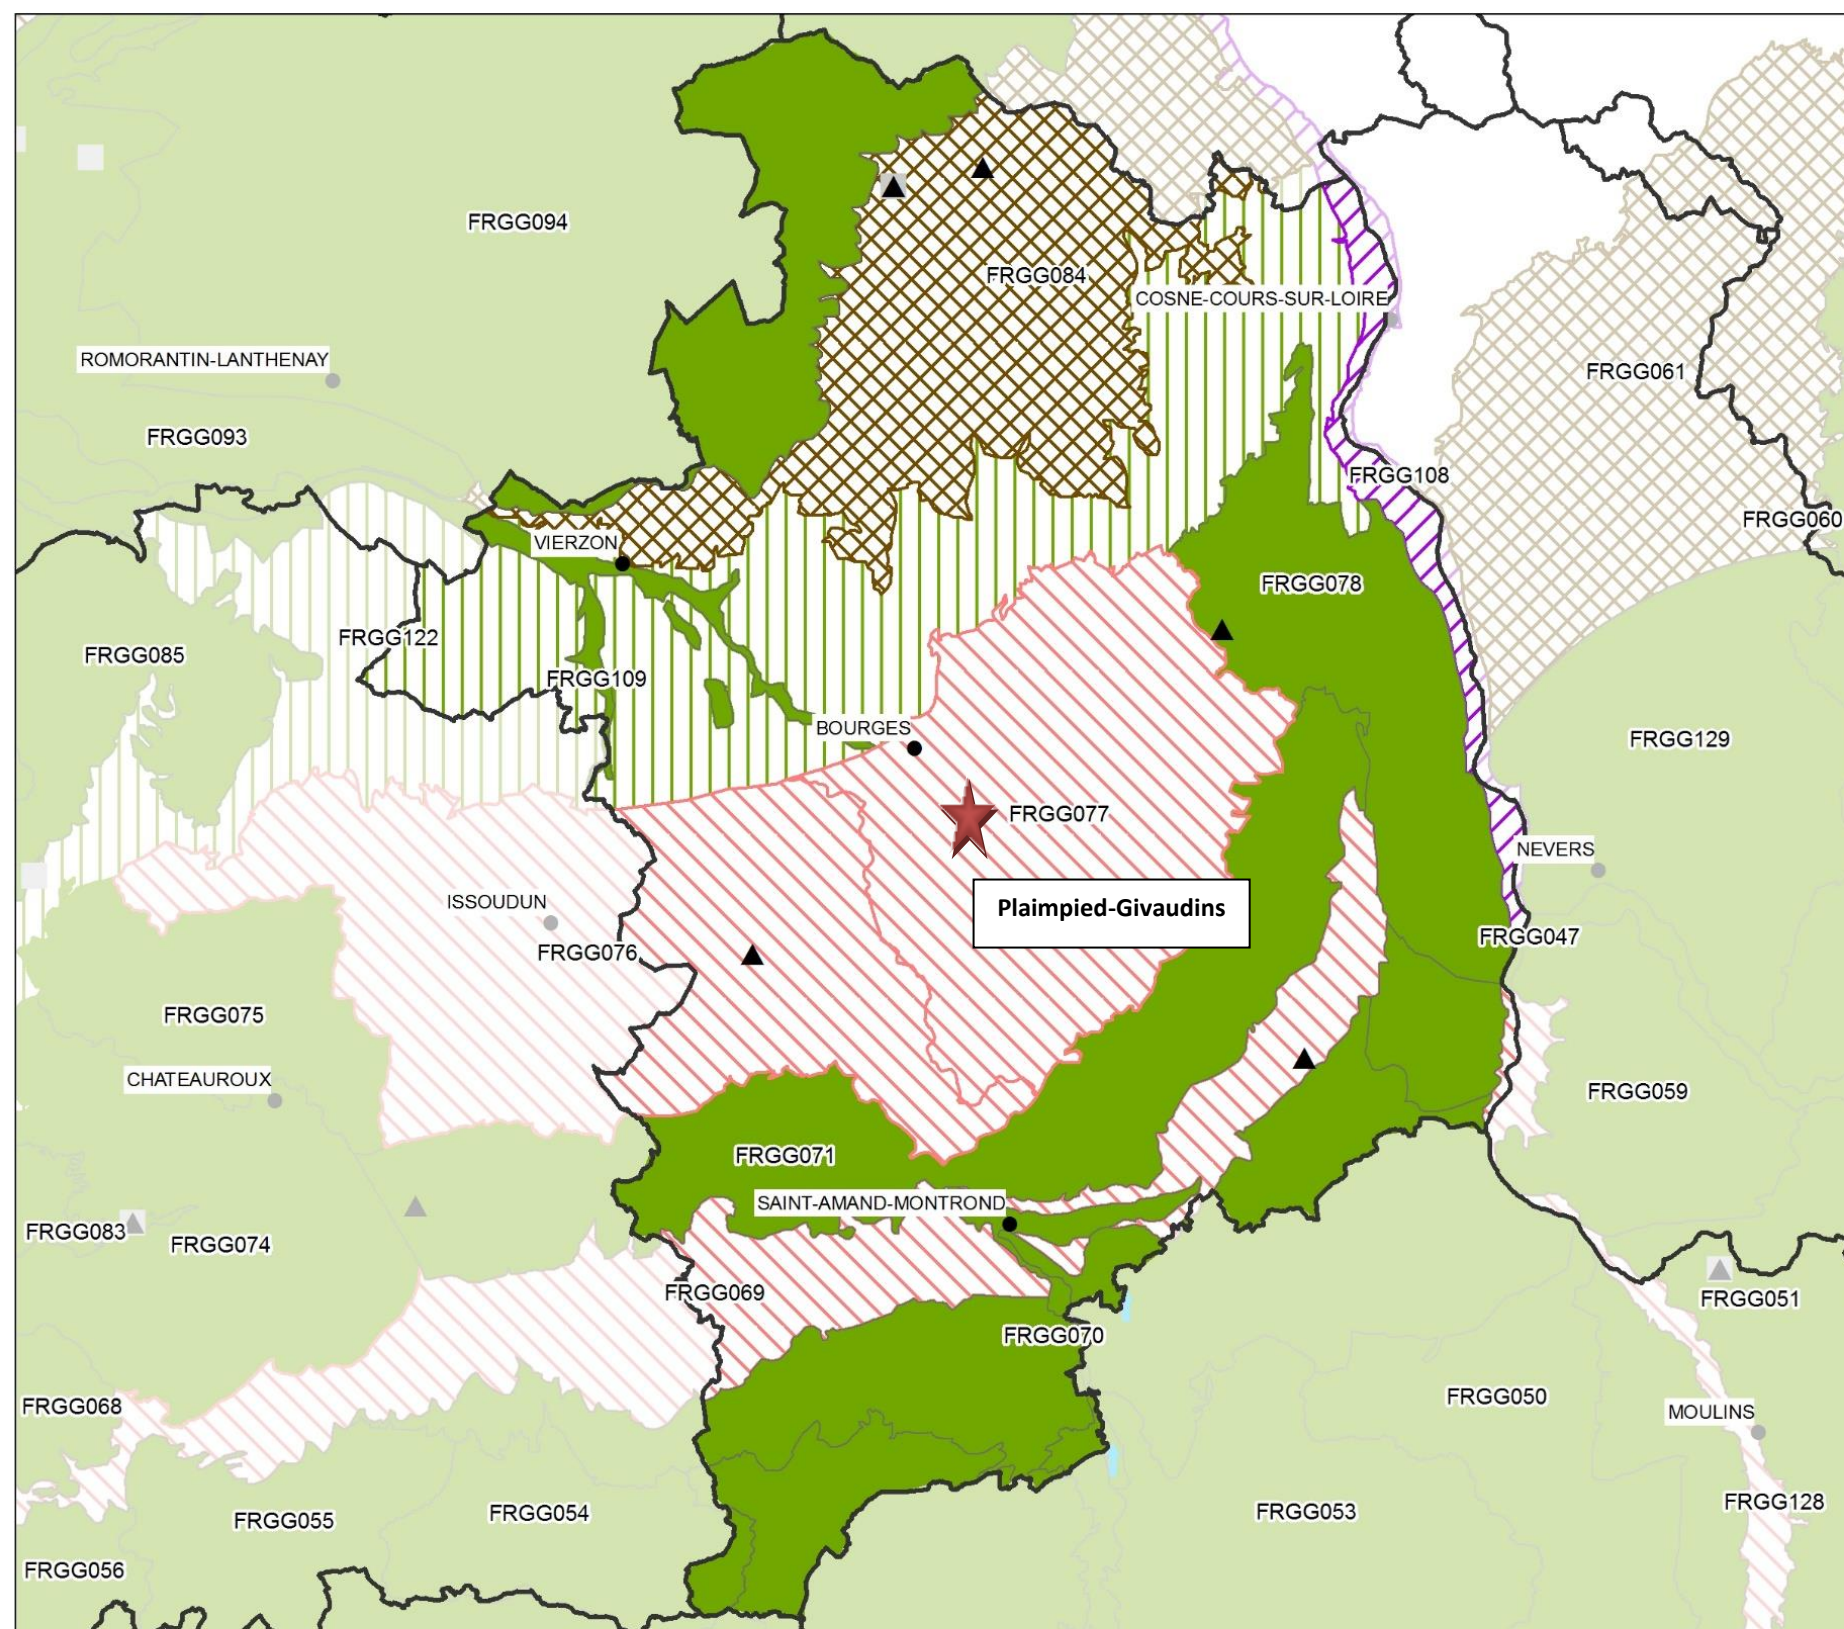 FRGG094
FRGG084
COSNE-COURS-SUR-LOIRE
ROMORANTIN-LANTHENAY
FRGG061
FRGG093
FRGG108
FRGG060
VIERZON
FRGG078
FRGG122
FRGG085
FRGG109
BOURGES
FRGG129
FRGG077
NEVERS
Plaimpied-Givaudins
ISSOUDUN
FRGG076
FRGG047
FRGG075
CHATEAUROUX
FRGG059
FRGG071
SAINT-AMAND-MONTROND
FRGG083
FRGG074
FRGG069
FRGG051
FRGG070
FRGG068
FRGG050
MOULINS
FRGG128
FRGG055
FRGG054
FRGG053
FRGG056